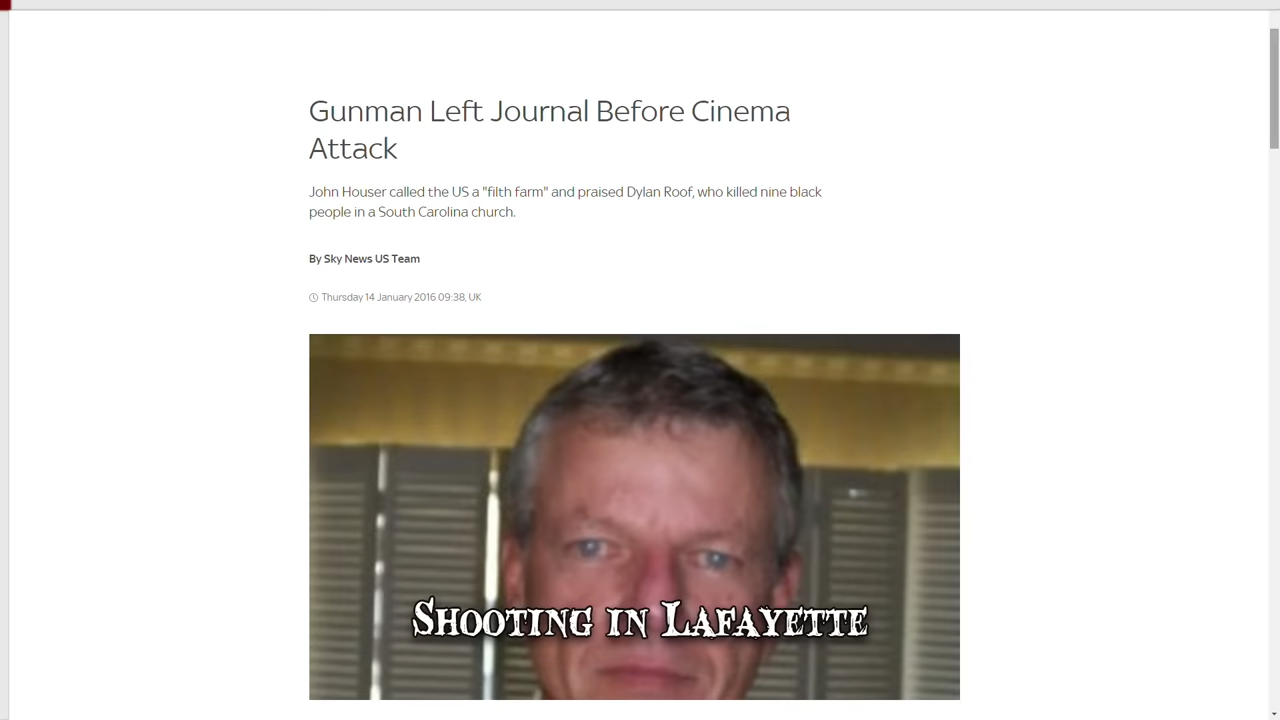 Gunman Left Journal Before Cinema
Attack
John Houser called the US a "filth farm" and praised Dylan Roof, who killed nine black
people in a South Carolina church.
By Sky News US Team
Thursday 14 January 2016 09:38, UK
Shooting in Lafayette